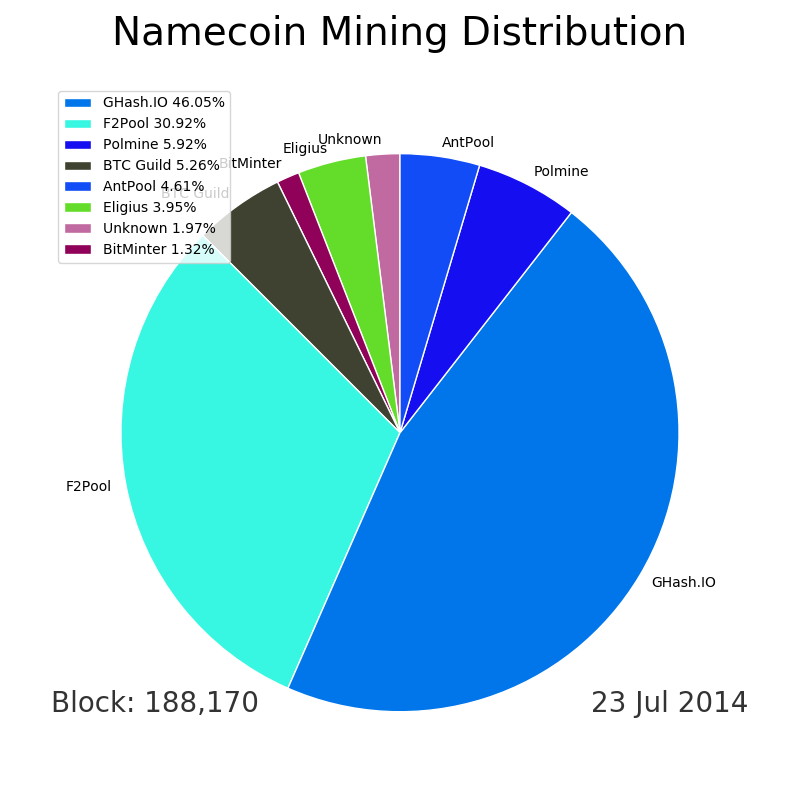 Namecoin Mining Distribution
GHash.IO 46.05%
F2Pool 30.92%
Polmine 5.92%
BTC Guild 5.26%
AntPool 4.61%
Eligius 3.95%
Unknown 1.97%
BitMinter 1.32%
Unknown
AntPool
Eligius
BitMinter
Polmine
BTC Guild
F2Pool
GHash.IO
Block: 188,170
23 Jul 2014